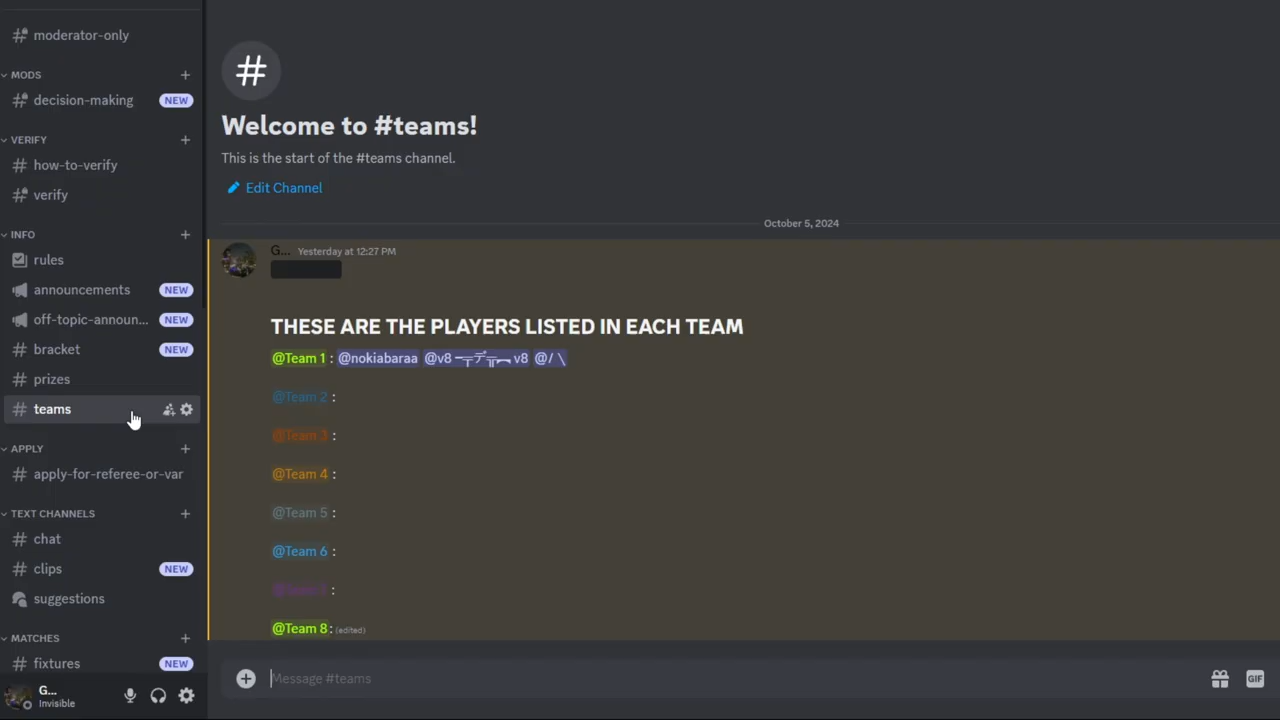 moderator-only
MODS
decision-making NEW
VERIFY
how-to-verify
verify
INFO
rules
announcements NEW
off-topic-announ... NEW
bracket NEW
prizes
teams
APPLY
apply-for-referee-or-var
TEXT CHANNELS
chat
clips NEW
suggestions
MATCHES
fixtures NEW
G...
Invisible
Welcome to #teams!
This is the start of the #teams channel.
Edit Channel
October 5, 2024
G... Yesterday at 12:27 PM
THESE ARE THE PLAYERS LISTED IN EACH TEAM
@Team 1 : @nokiabaraa @v8 ━╤デ╦︻ v8 @/ \
@Team 2 :
@Team 3 :
@Team 4 :
@Team 5 :
@Team 6 :
@Team 7 :
@Team 8 : (edited)
Message #teams
GIF